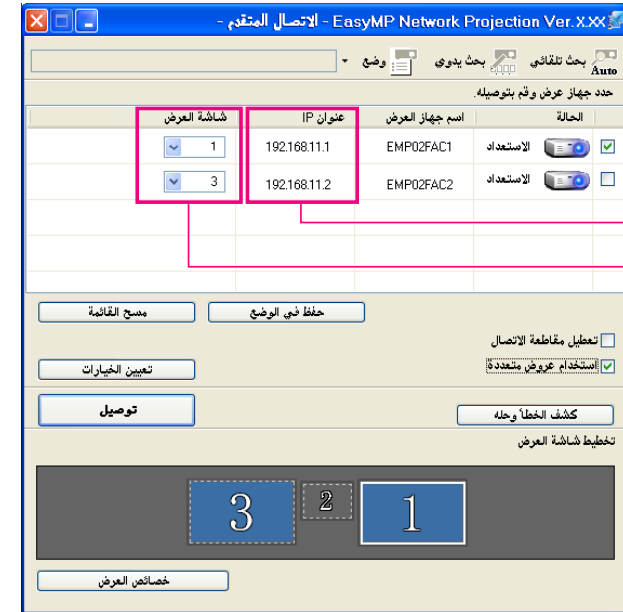 EasyMP Network Projection Ver.X.XX - الاتصال المتقدم -
Auto بحث تلقائي بحث يدوي وضع
حدد جهاز عرض وقم بتوصيله.
الحالة اسم جهاز العرض عنوان IP شاشة العرض
الاستعداد EMP02FAC1 192.168.11.1 1
الاستعداد EMP02FAC2 192.168.11.2 3
حفظ في الوضع مسح القائمة
تعطيل مقاطعة الاتصال
استخدام عروض متعددة تعيين الخيارات
كشف الخطأ وحله توصيل
تخطيط شاشة العرض
3 2 1
خصائص العرض